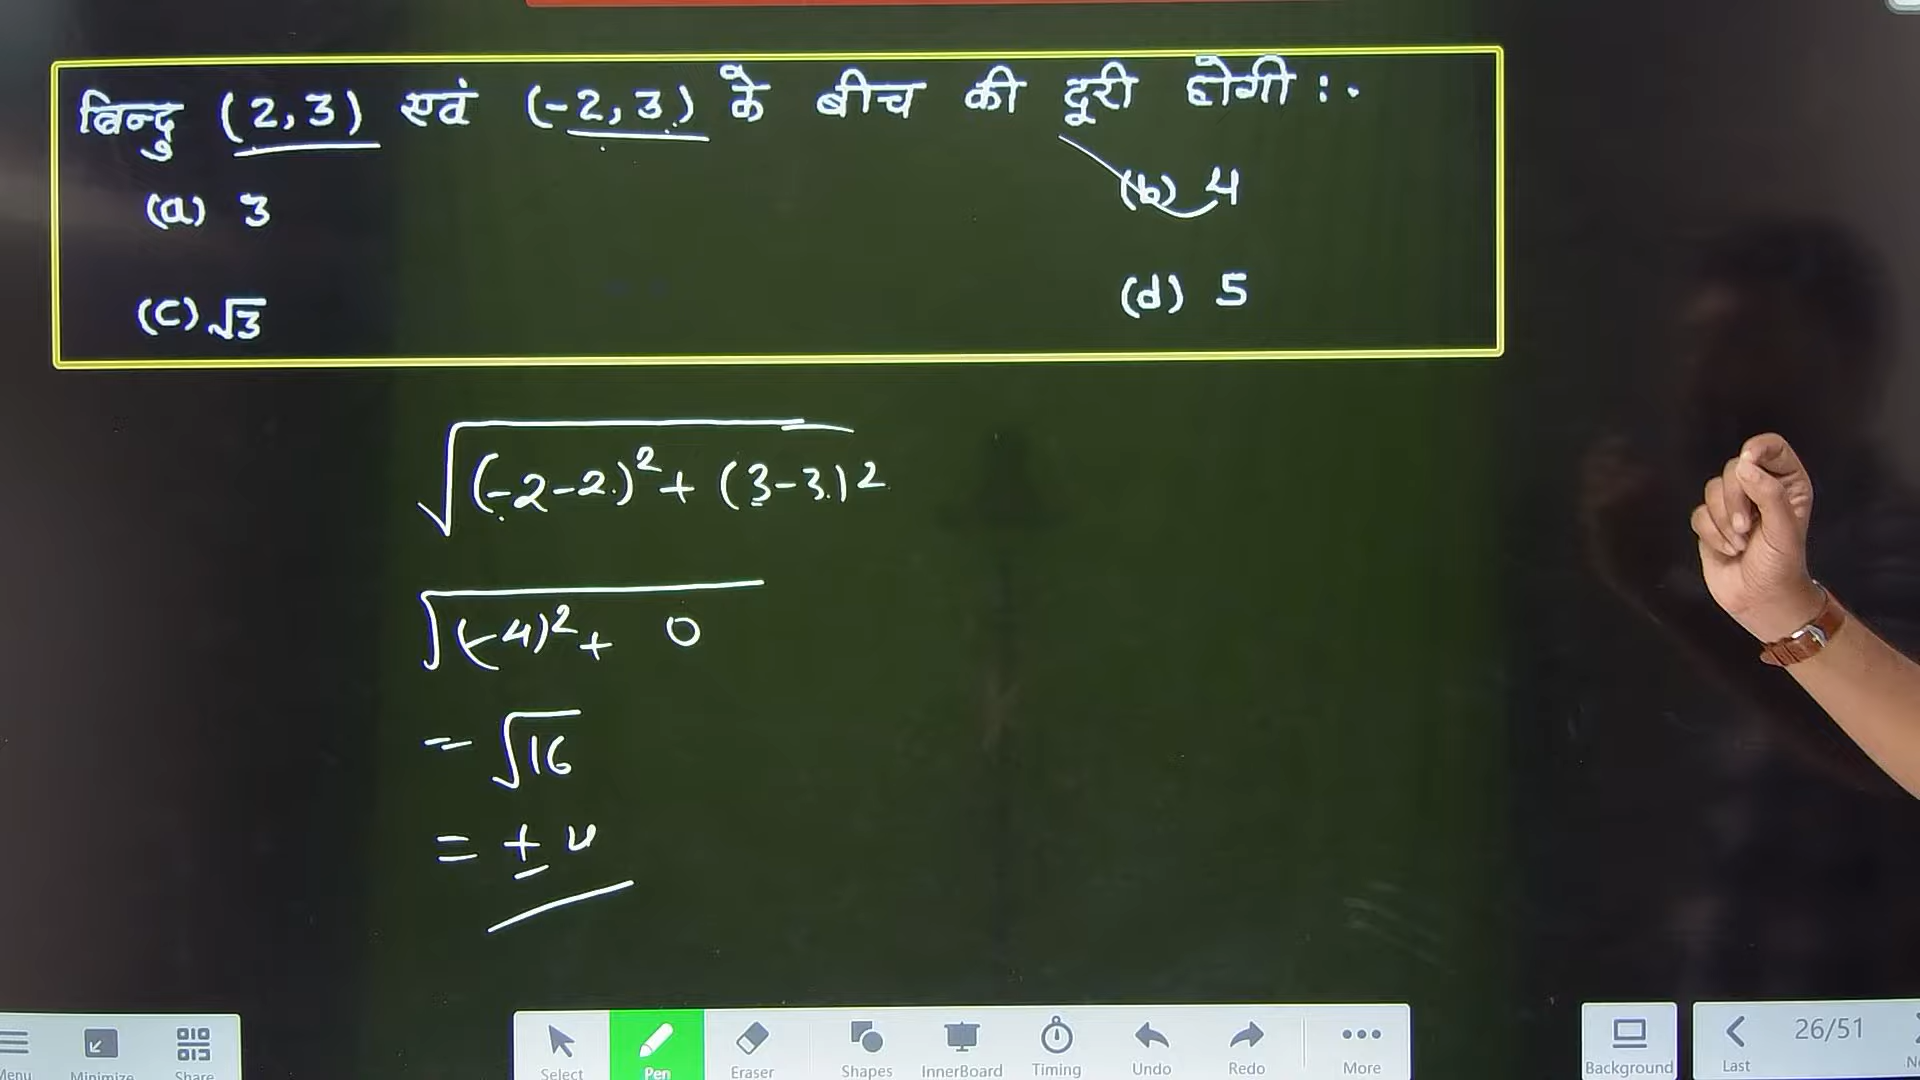 बिन्दु (2,3) एवं (-2,3) के बीच की दूरी होगी :-
(a) 3
(b) 4
(c) √3
(d) 5
√(-2-2)² + (3-3)²
√(-4)² + 0
= √16
= ± 4
Menu Minimize Share Select Pen Eraser Shapes InnerBoard Timing Undo Redo More Background Last 26/51